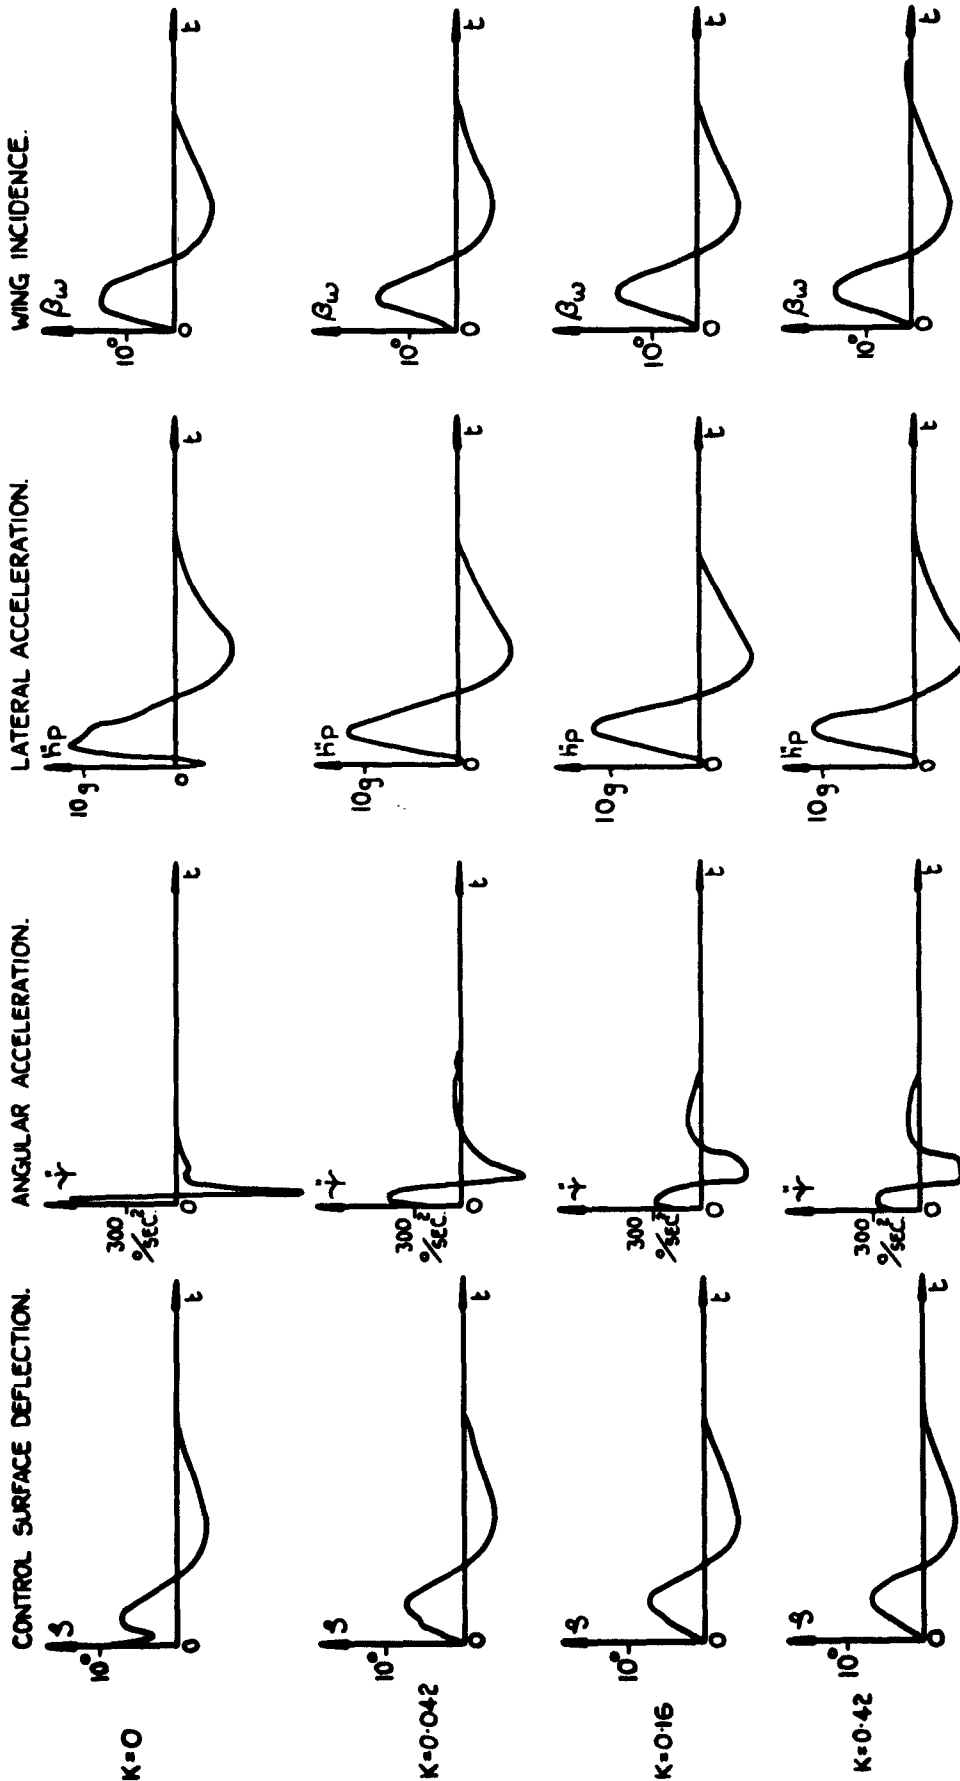 CONTROL SURFACE DEFLECTION.
ANGULAR ACCELERATION.
LATERAL ACCELERATION.
WING INCIDENCE.
K=0
10°
0
t
300
°/SEC²
0
t
ḧp
10g
0
t
βω
10°
0
t
K=0·042
10°
0
t
300
°/SEC²
0
t
ḧp
10g
0
t
βω
10°
0
t
K=0·16
10°
0
t
300
°/SEC²
0
t
ḧp
10g
0
t
βω
10°
0
t
K=0·42
10°
0
t
300
°/SEC²
0
t
ḧp
10g
0
t
βω
10°
0
t